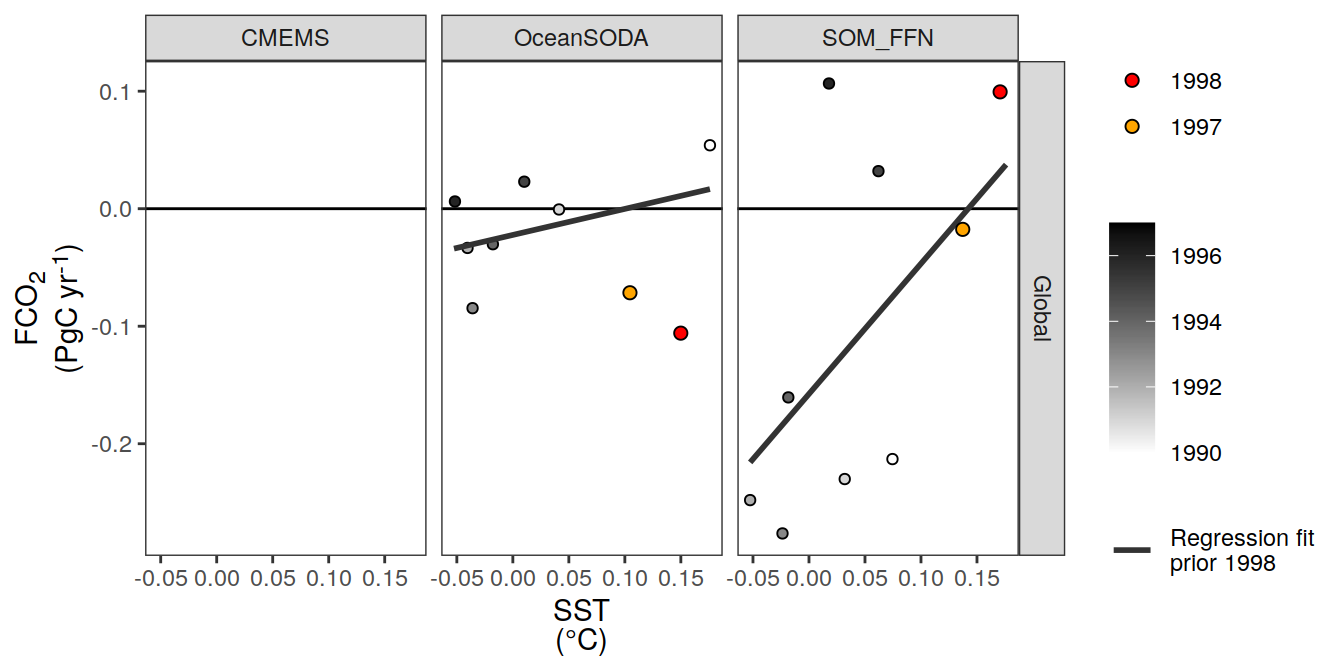 CMEMS OceanSODA SOM_FFN
0.1
0.0
-0.1
-0.2
FCO₂
(PgC yr⁻¹)
-0.05 0.00 0.05 0.10 0.15 -0.05 0.00 0.05 0.10 0.15 -0.05 0.00 0.05 0.10 0.15
SST
(°C)
Global
1998
1997
1996
1994
1992
1990
Regression fit
prior 1998